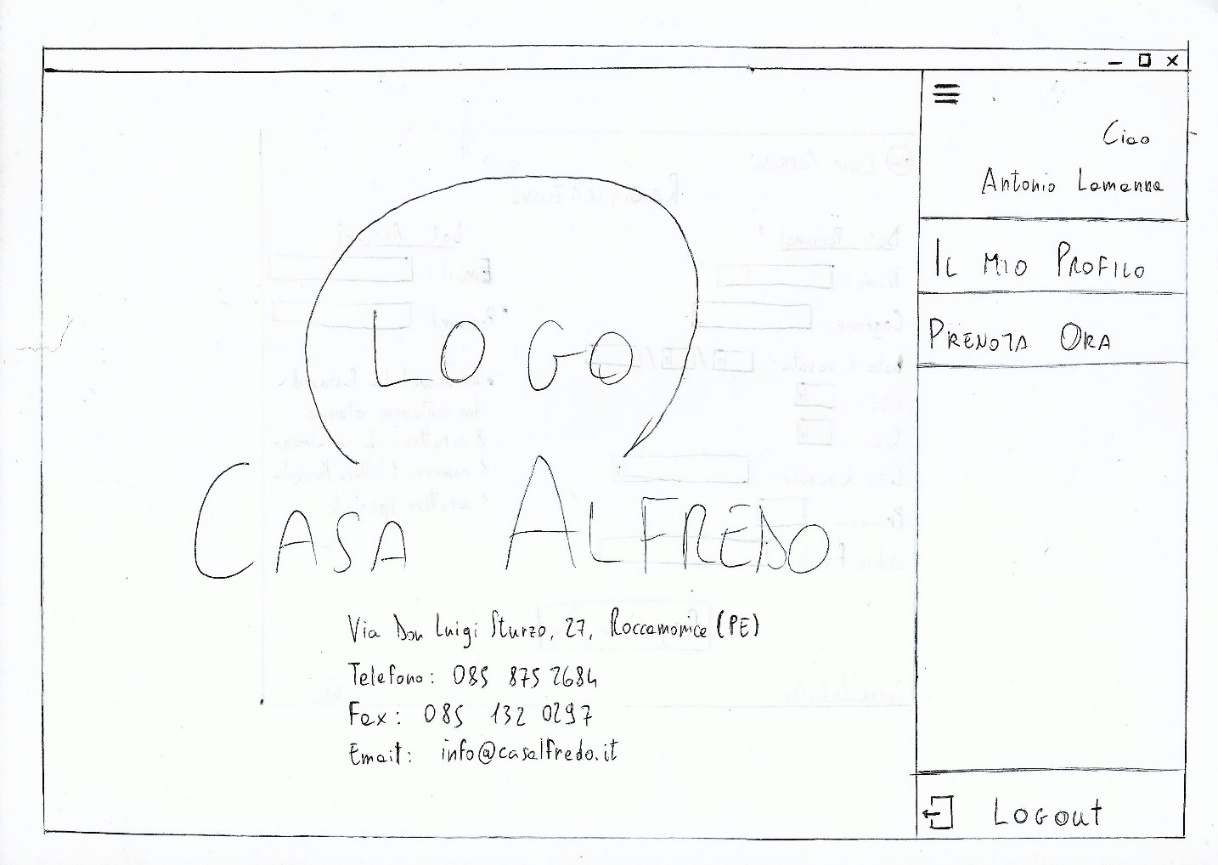 Ciao
Antonio Lamanna
IL MIO PROFILO
PRENOTA ORA
LOGO
CASA ALFREDO
Via Don Luigi Sturzo, 27, Roccamorice (PE)
Telefono: 085 875 2684
Fax: 085 132 0297
Email: info@casalfredo.it
LOGOUT